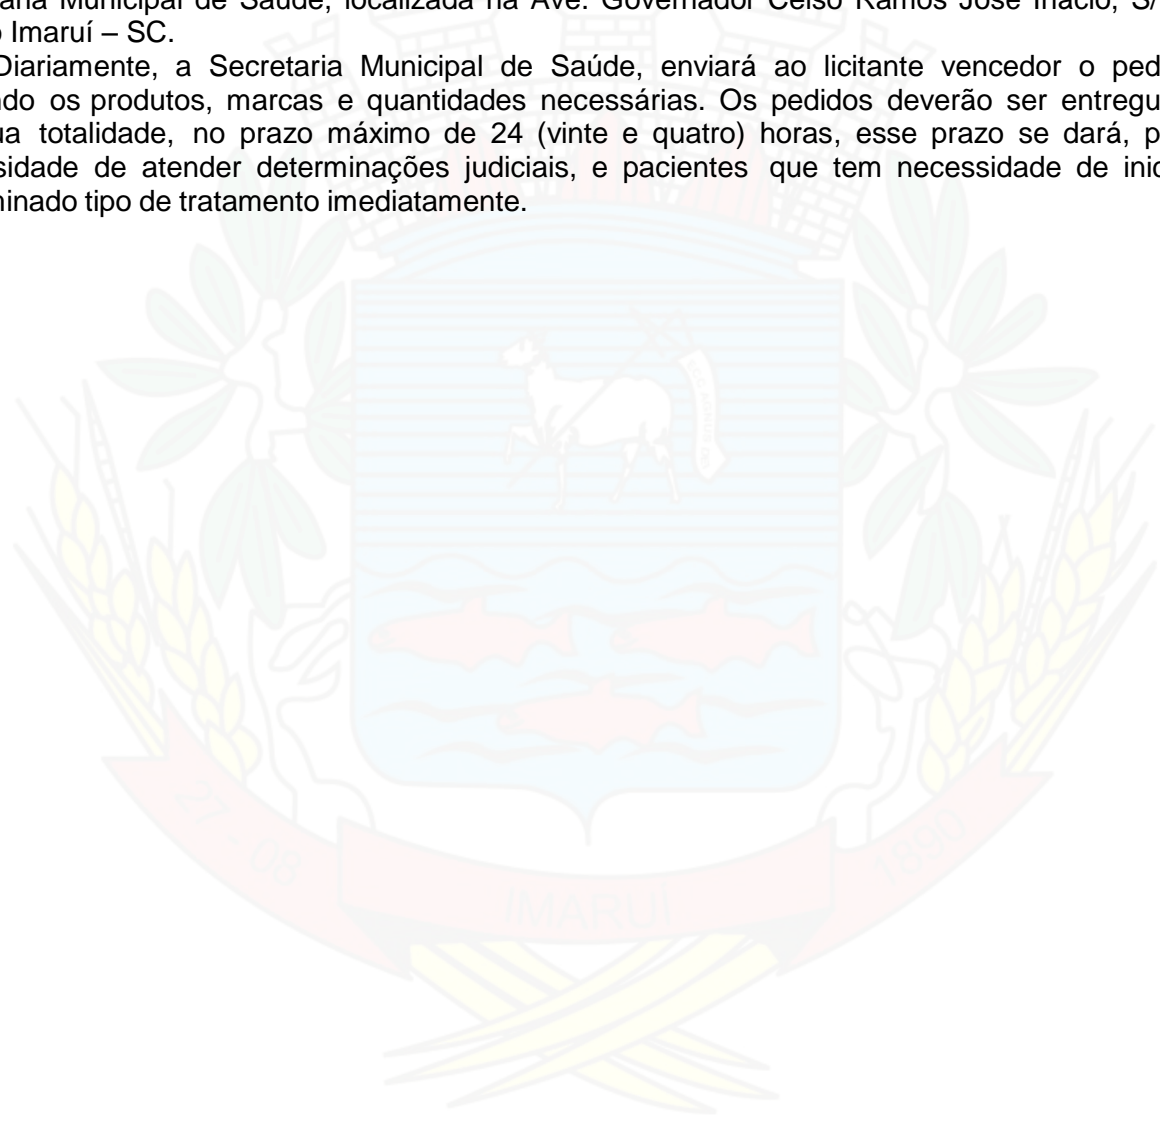 aria Municipal de Saúde, localizada na Ave. Governador Celso Ramos José Inácio, S/
o Imaruí – SC.
Diariamente, a Secretaria Municipal de Saúde, enviará ao licitante vencedor o ped
ndo os produtos, marcas e quantidades necessárias. Os pedidos deverão ser entregu
ua totalidade, no prazo máximo de 24 (vinte e quatro) horas, esse prazo se dará, p
sidade de atender determinações judiciais, e pacientes que tem necessidade de inic
inado tipo de tratamento imediatamente.
27 - 08
IMARUÍ
1890